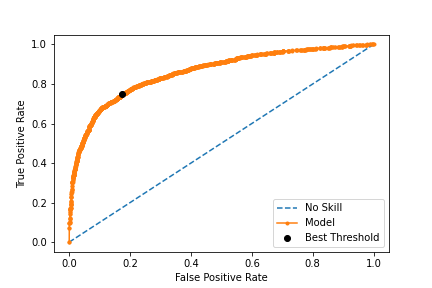 1.0
0.8
0.6
0.4
0.2
0.0
True Positive Rate
0.0 0.2 0.4 0.6 0.8 1.0
False Positive Rate
No Skill
Model
Best Threshold